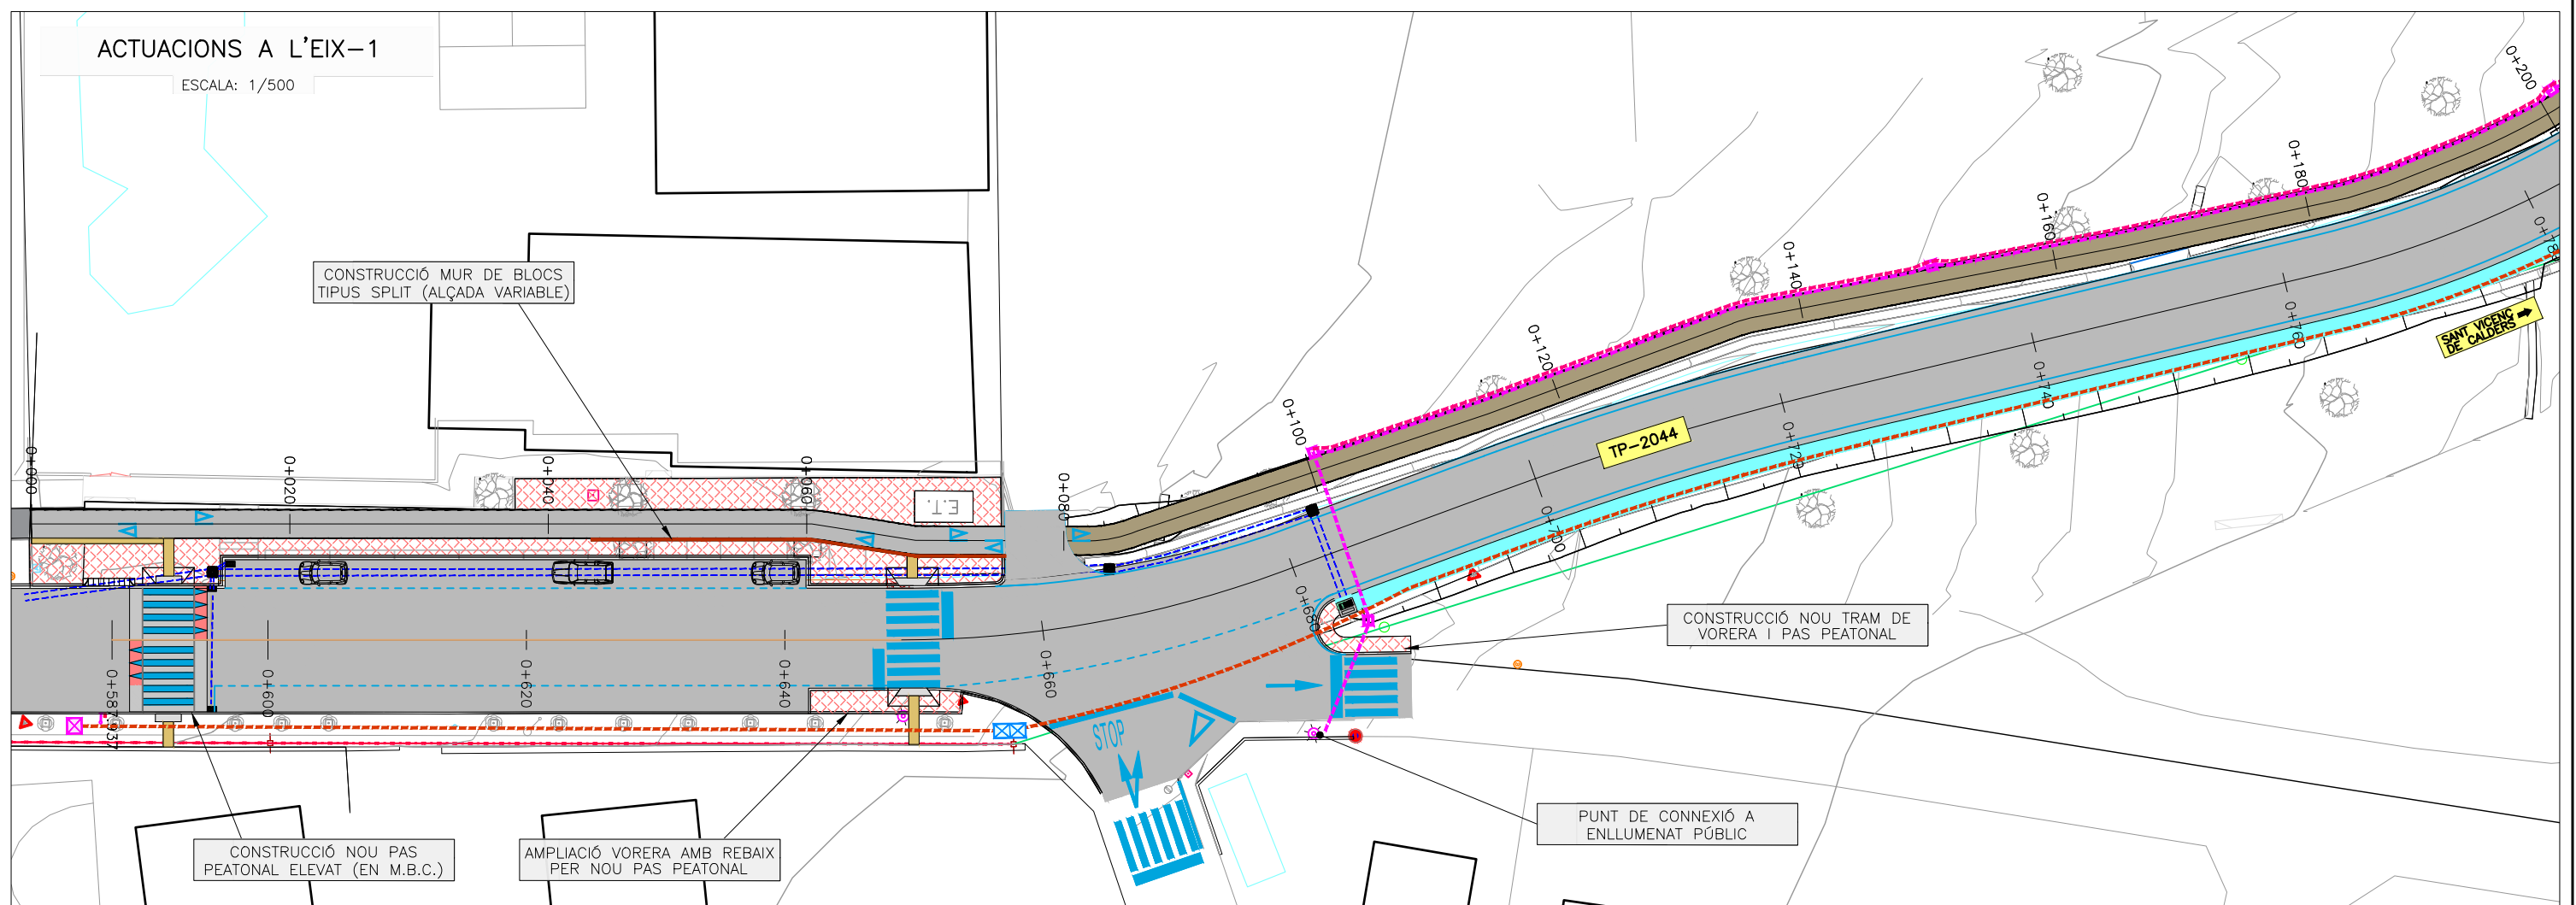 ACTUACIONS A L'EIX-1
ESCALA: 1/500
CONSTRUCCIÓ MUR DE BLOCS
TIPUS SPLIT (ALÇADA VARIABLE)
0+000
0+020
0+040
0+060
0+080
0+100
0+120
0+140
0+160
0+180
0+200
E.T.
TP-2044
SANT VICENÇ
DE CALDERS
0+587.937
0+600
0+620
0+640
0+660
0+680
0+700
0+720
0+740
0+760
STOP
CONSTRUCCIÓ NOU TRAM DE
VORERA I PAS PEATONAL
PUNT DE CONNEXIÓ A
ENLLUMENAT PÚBLIC
CONSTRUCCIÓ NOU PAS
PEATONAL ELEVAT (EN M.B.C.)
AMPLIACIÓ VORERA AMB REBAIX
PER NOU PAS PEATONAL